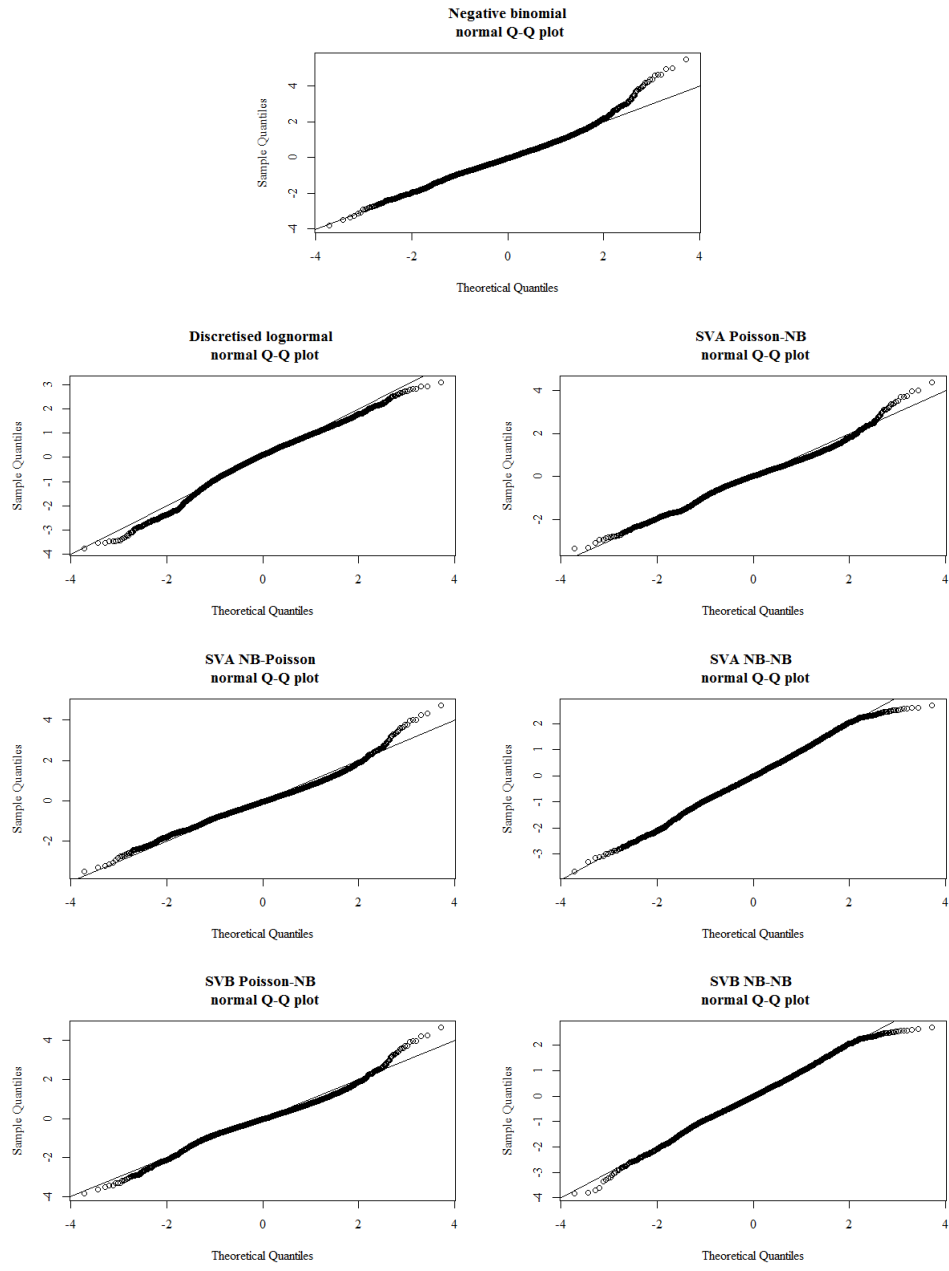 Negative binomial
normal Q-Q plot
Sample Quantiles
4
2
0
-2
-4
-4 -2 0 2 4
Theoretical Quantiles
Discretised lognormal
normal Q-Q plot
Sample Quantiles
3
2
1
0
-1
-2
-3
-4
-4 -2 0 2 4
Theoretical Quantiles
SVA Poisson-NB
normal Q-Q plot
Sample Quantiles
4
2
0
-2
-4 -2 0 2 4
Theoretical Quantiles
SVA NB-Poisson
normal Q-Q plot
Sample Quantiles
4
2
0
-2
-4 -2 0 2 4
Theoretical Quantiles
SVA NB-NB
normal Q-Q plot
Sample Quantiles
2
1
0
-1
-2
-3
-4 -2 0 2 4
Theoretical Quantiles
SVB Poisson-NB
normal Q-Q plot
Sample Quantiles
4
2
0
-2
-4
-4 -2 0 2 4
Theoretical Quantiles
SVB NB-NB
normal Q-Q plot
Sample Quantiles
2
1
0
-1
-2
-3
-4
-4 -2 0 2 4
Theoretical Quantiles